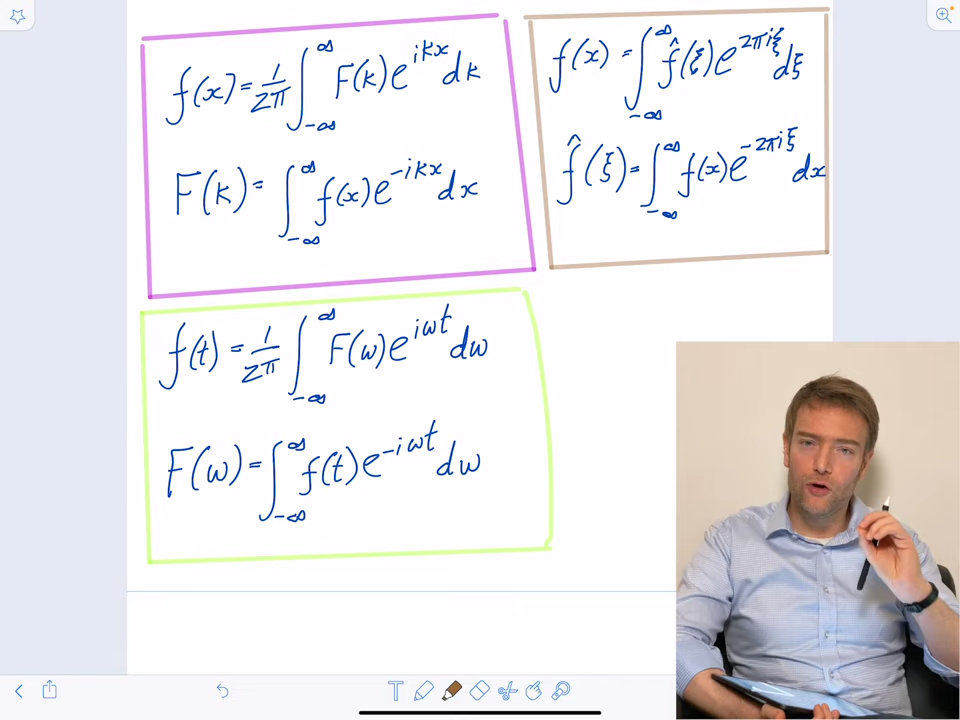 f(x) = 1/2π ∫_{-∞}^{∞} F(k) e^{ikx} dk
F(k) = ∫_{-∞}^{∞} f(x) e^{-ikx} dx
f(x) = ∫_{-∞}^{∞} f̂(ξ) e^{2πiξ} dξ
f̂(ξ) = ∫_{-∞}^{∞} f(x) e^{-2πiξ} dx
f(t) = 1/2π ∫_{-∞}^{∞} F(ω) e^{iωt} dω
F(ω) = ∫_{-∞}^{∞} f(t) e^{-iωt} dω